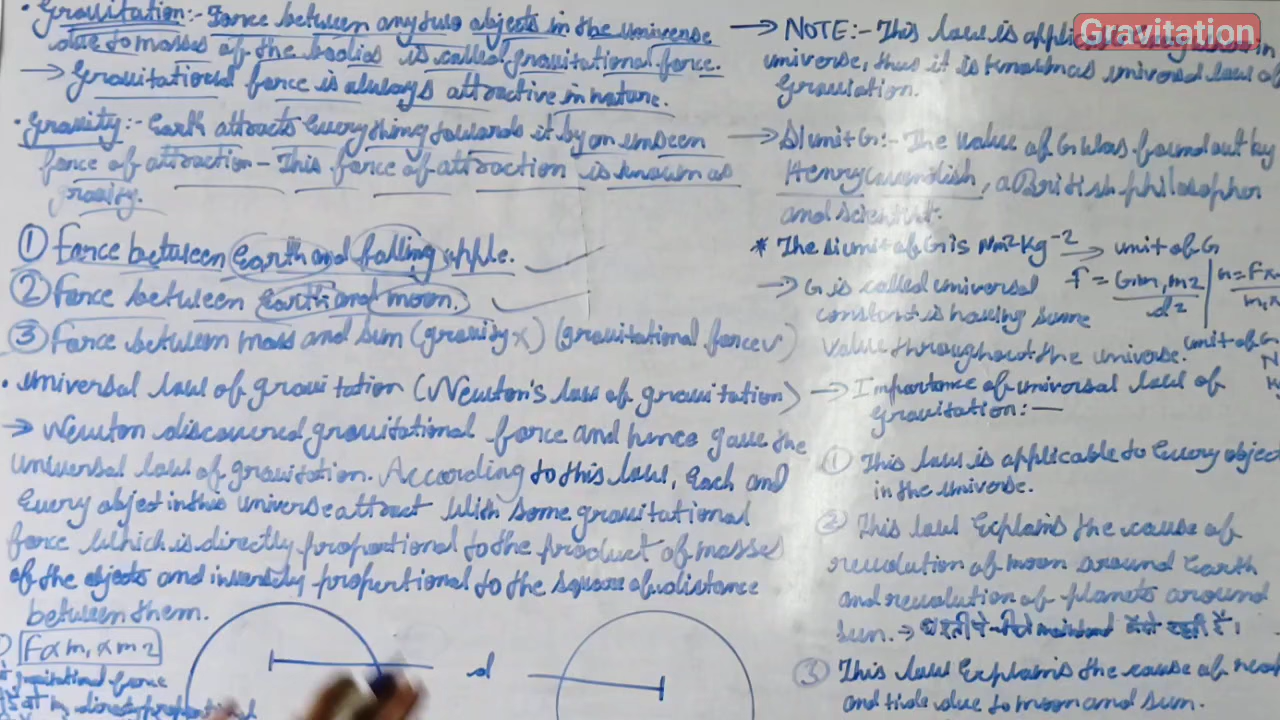 Gravitation
• Gravitation:- Force between any two objects in the universe
due to masses of the bodies is called gravitational force.
→ Gravitational force is always attractive in nature.
• Gravity:- Earth attracts Everything towards it by an unseen
force of attraction - This force of attraction is known as
gravity.
① Force between Earth and falling apple.
② Force between Earth and moon.
③ Force between mass and sum (gravity x) (gravitational force ✓)
• universal law of gravitation (Newton's law of gravitation)
→ Newton discovered gravitational force and hence gave the
universal law of gravitation. According to this law, Each and
Every object in this universe attract with some gravitational
force which is directly proportional to the product of masses
of the objects and inversely proportional to the square of distance
between them.
F ∝ m1 ∝ m2
gravitational force
directly proportional
d
→ NOTE:- This law is in
universe, thus it is known as universal law of
Graviation.
→ SI unit G:- The value of G was found out by
Henry Cavendish, a British philosopher
and scientist.
* The SI unit of G is Nm2 Kg-2 → unit of G
→ G is called universal F = Gm1m2/d2
constant is having same
value throughout the universe. unit of G
→ Importance of universal law of
gravitation:—
① This law is applicable to Every object
in the universe.
② This law Explains the cause of
revolution of moon around Earth
and revolution of planets around
sun. →
③ This law Explains the cause of
and tide due to moon and sun.